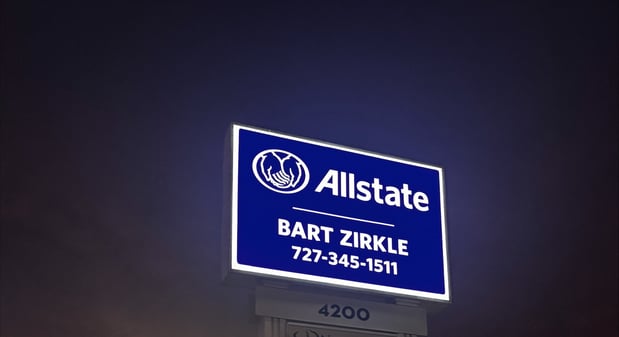 Allstate
BART ZIRKLE
727-345-1511
4200